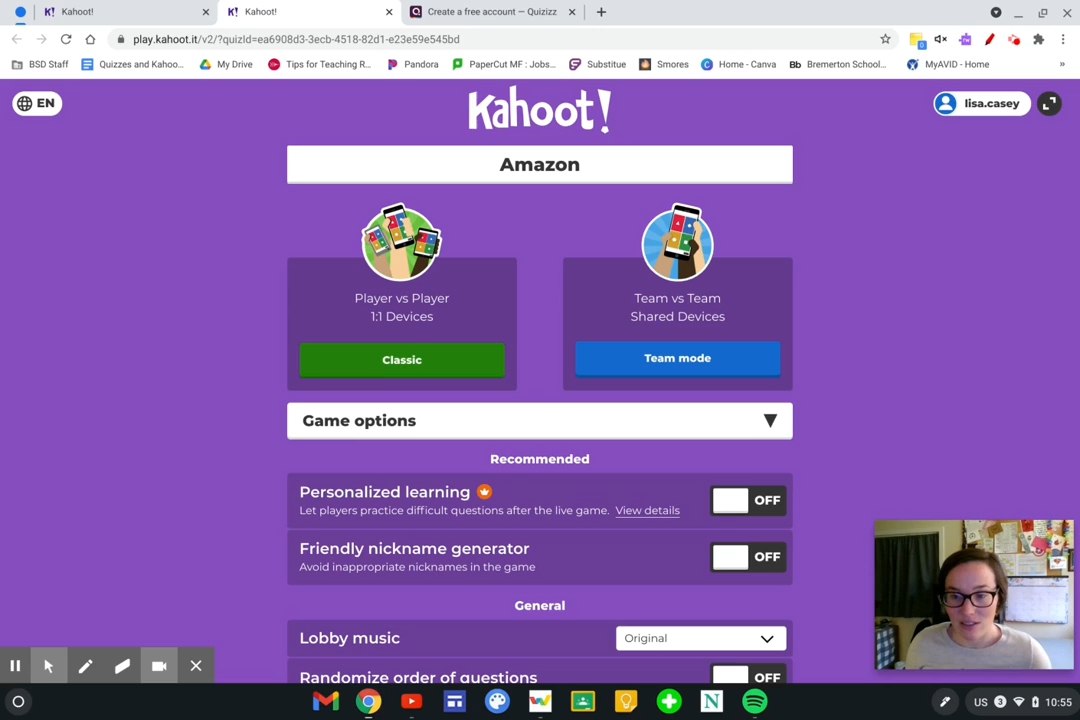 K! Kahoot!
K! Kahoot!
Create a free account — Quizizz
play.kahoot.it/v2/?quizId=ea6908d3-3ecb-4518-82d1-e23e59e545bd
BSD Staff
Quizzes and Kahoo...
My Drive
Tips for Teaching R...
Pandora
PaperCut MF : Jobs...
Substitue
Smores
Home - Canva
Bb Bremerton School...
MyAVID - Home
»
EN
Kahoot!
lisa.casey
Amazon
Player vs Player
1:1 Devices
Classic
Team vs Team
Shared Devices
Team mode
Game options
Recommended
Personalized learning
Let players practice difficult questions after the live game. View details
OFF
Friendly nickname generator
Avoid inappropriate nicknames in the game
OFF
General
Lobby music
Original
Randomize order of questions
OFF
US
3
10:55